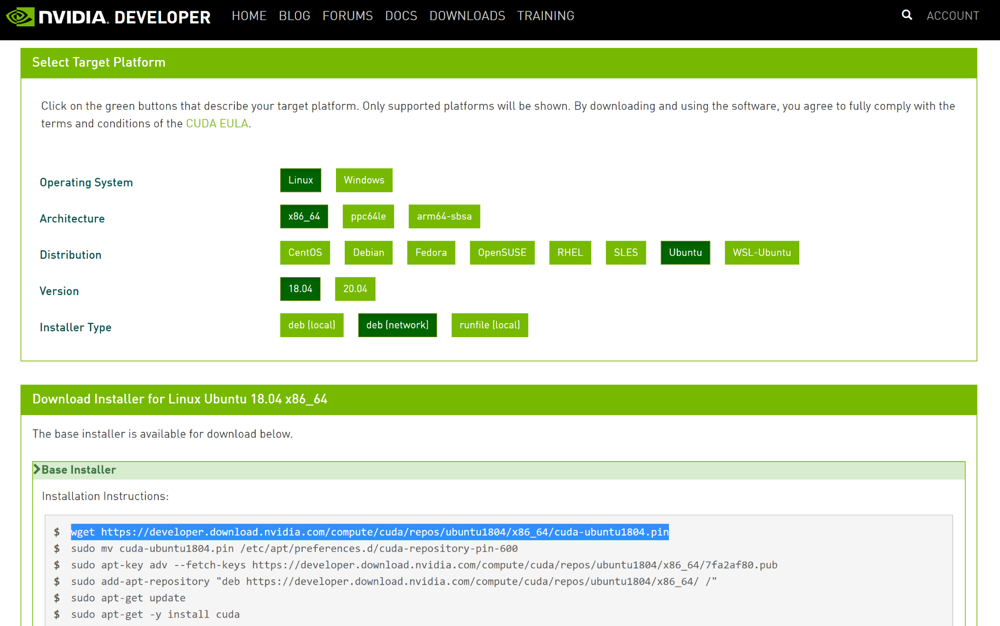 NVIDIA. DEVELOPER HOME BLOG FORUMS DOCS DOWNLOADS TRAINING ACCOUNT
Select Target Platform
Click on the green buttons that describe your target platform. Only supported platforms will be shown. By downloading and using the software, you agree to fully comply with the
terms and conditions of the CUDA EULA.
Operating System Linux Windows
Architecture x86_64 ppc64le arm64-sbsa
Distribution CentOS Debian Fedora OpenSUSE RHEL SLES Ubuntu WSL-Ubuntu
Version 18.04 20.04
Installer Type deb (local) deb (network) runfile (local)
Download Installer for Linux Ubuntu 18.04 x86_64
The base installer is available for download below.
Base Installer
Installation Instructions:
$ wget https://developer.download.nvidia.com/compute/cuda/repos/ubuntu1804/x86_64/cuda-ubuntu1804.pin
$ sudo mv cuda-ubuntu1804.pin /etc/apt/preferences.d/cuda-repository-pin-600
$ sudo apt-key adv --fetch-keys https://developer.download.nvidia.com/compute/cuda/repos/ubuntu1804/x86_64/7fa2af80.pub
$ sudo add-apt-repository "deb https://developer.download.nvidia.com/compute/cuda/repos/ubuntu1804/x86_64/ /"
$ sudo apt-get update
$ sudo apt-get -y install cuda